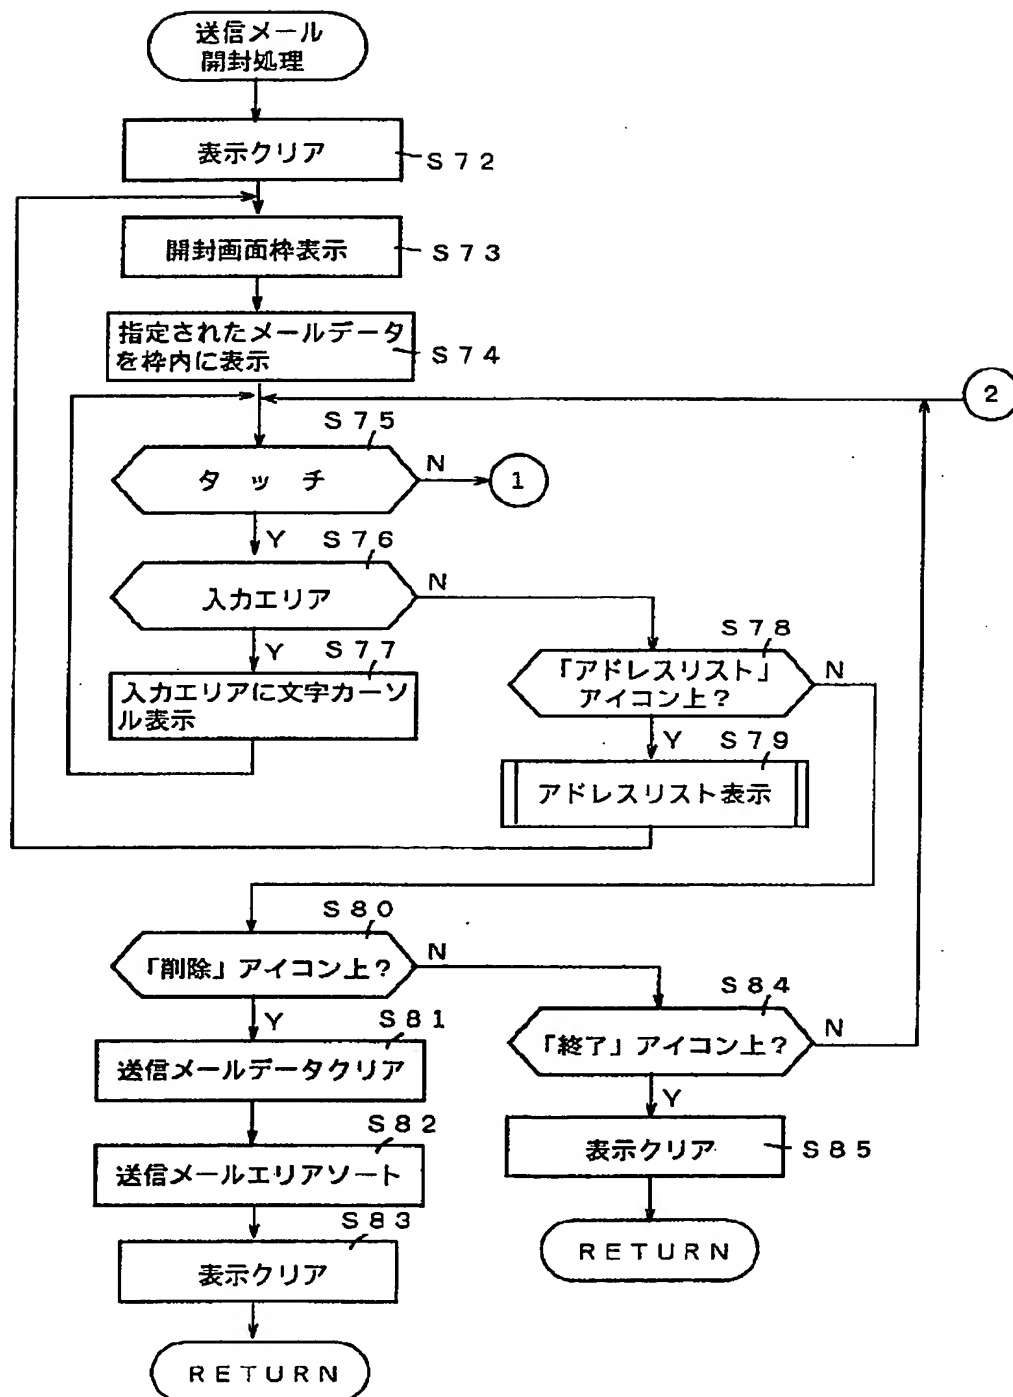 送信メール
開封処理
表示クリア
S72
開封画面枠表示
S73
指定されたメールデータ
を枠内に表示
S74
2
S75
タッチ
N
1
Y
S76
入力エリア
N
Y
S77
入力エリアに文字カーソ
ル表示
S78
「アドレスリスト」
アイコン上?
N
Y
S79
アドレスリスト表示
S80
「削除」アイコン上?
N
Y
S81
送信メールデータクリア
S82
送信メールエリアソート
S83
表示クリア
RETURN
S84
「終了」アイコン上?
N
Y
表示クリア
S85
RETURN